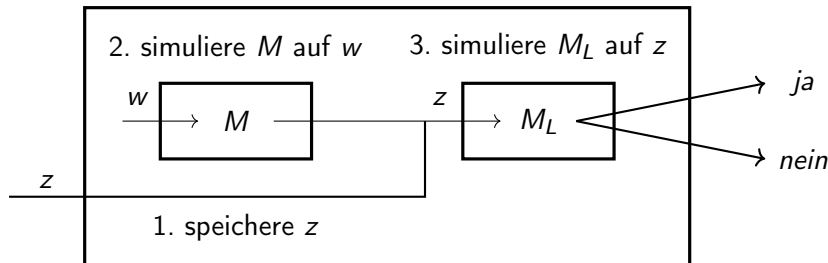 2. simuliere M auf w
3. simuliere M_L auf z
w
M
z
M_L
ja
nein
z
1. speichere z